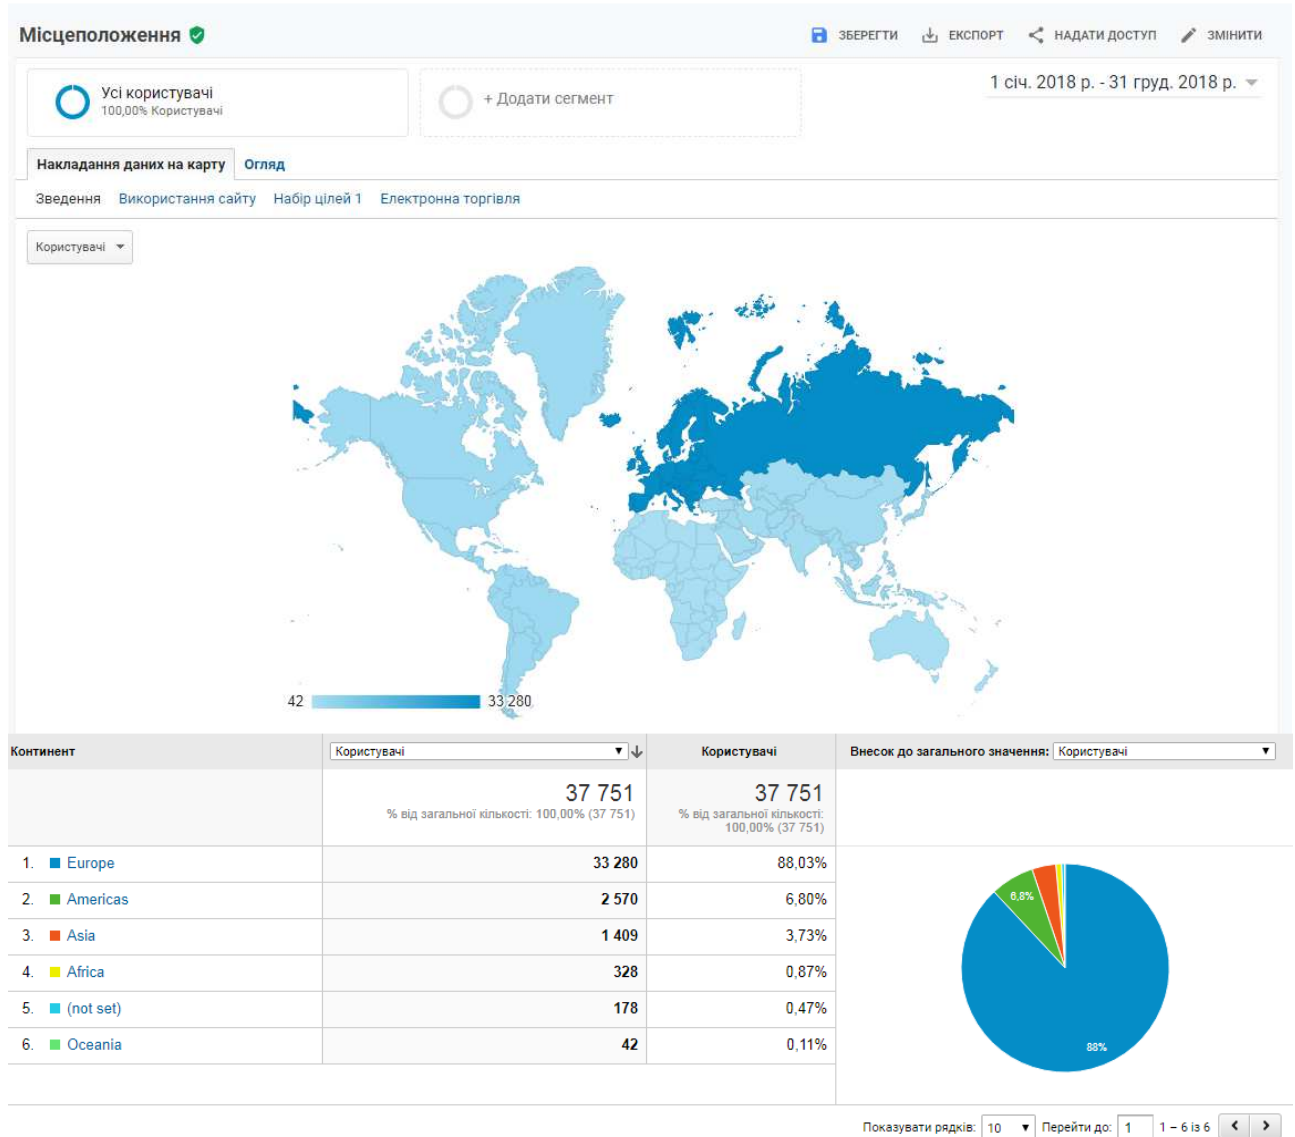 Місцеположення
ЗБЕРЕГТИ ЕКСПОРТ НАДАТИ ДОСТУП ЗМІНИТИ
Усі користувачі
100,00% Користувачі
+ Додати сегмент
1 січ. 2018 р. - 31 груд. 2018 р.
Накладання даних на карту Огляд
Зведення Використання сайту Набір цілей 1 Електронна торгівля
Користувачі
42 33 280
Континент Користувачі Користувачі Внесок до загального значення: Користувачі
37 751 37 751
% від загальної кількості: 100,00% (37 751) % від загальної кількості:
100,00% (37 751)
1. Europe 33 280 88,03%
2. Americas 2 570 6,80%
3. Asia 1 409 3,73%
4. Africa 328 0,87%
5. (not set) 178 0,47%
6. Oceania 42 0,11%
6,8%
88%
Показувати рядків: 10 Перейти до: 1 1 – 6 із 6